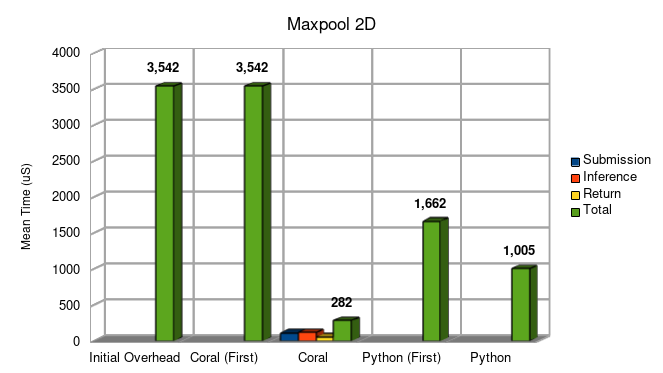 Maxpool 2D
Mean Time (uS)
4000
3500
3000
2500
2000
1500
1000
500
0
3,542
3,542
282
1,662
1,005
Initial Overhead
Coral (First)
Coral
Python (First)
Python
Submission
Inference
Return
Total